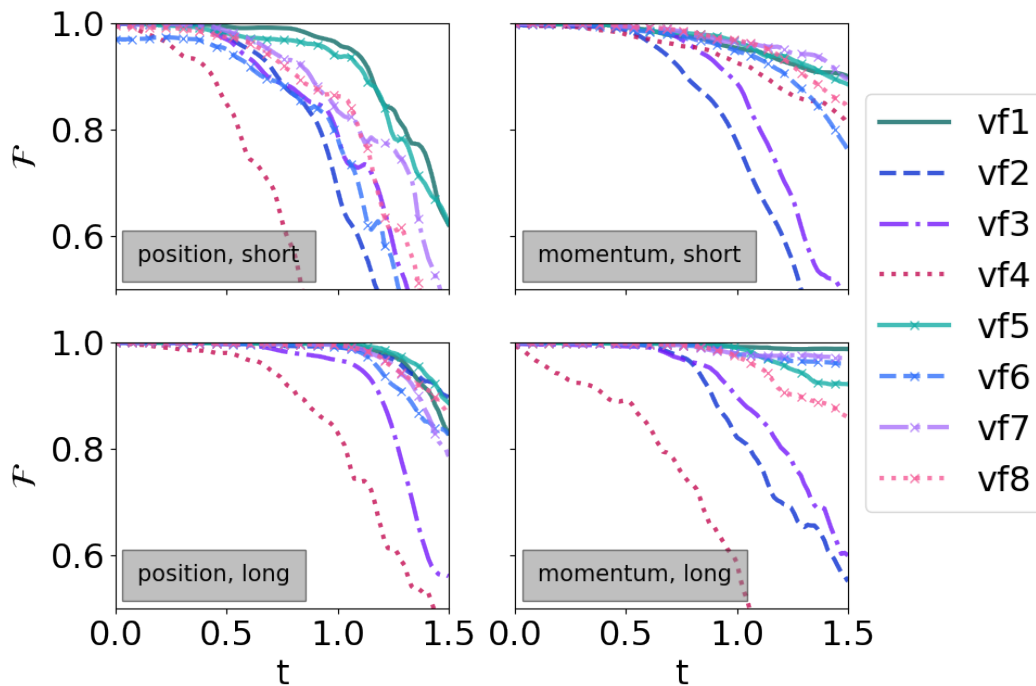 1.0
0.8
0.6
ℱ
position, short
momentum, short
1.0
0.8
0.6
ℱ
position, long
momentum, long
0.0 0.5 1.0 1.5
t
0.0 0.5 1.0 1.5
t
vf1
vf2
vf3
vf4
vf5
vf6
vf7
vf8